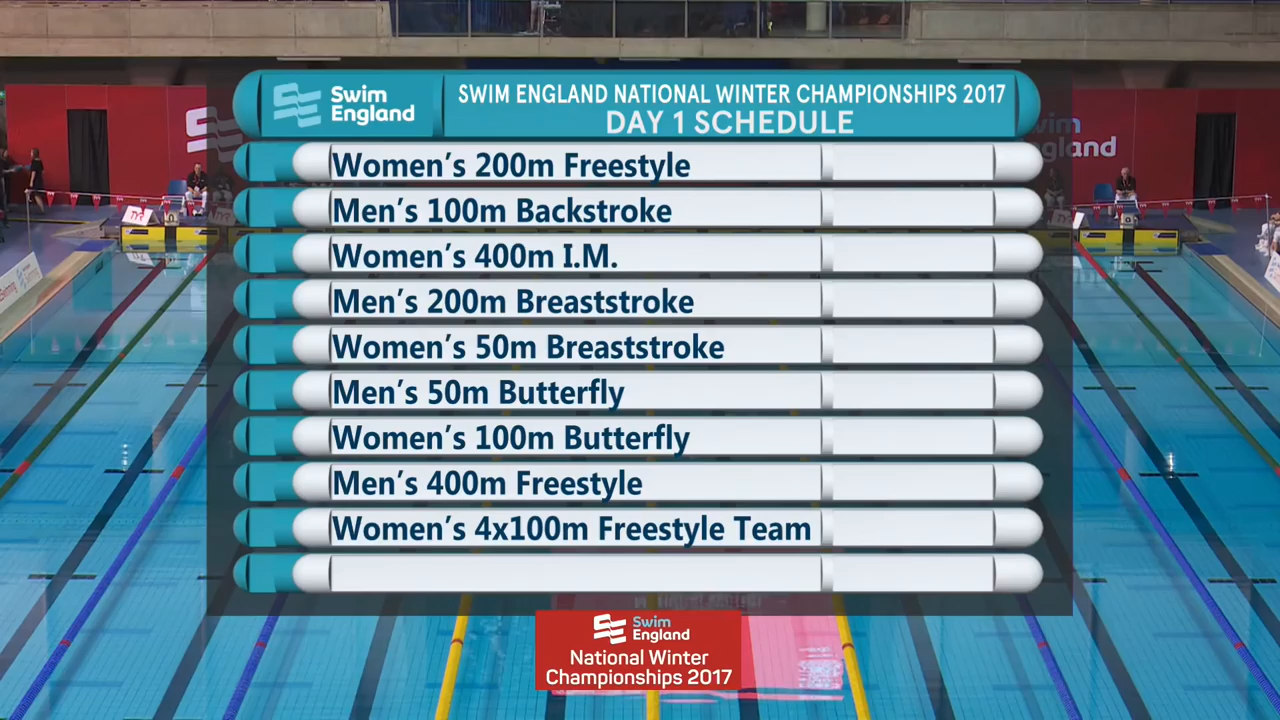 Swim
England
SWIM ENGLAND NATIONAL WINTER CHAMPIONSHIPS 2017
DAY 1 SCHEDULE
Women's 200m Freestyle
Men's 100m Backstroke
Women's 400m I.M.
Men's 200m Breaststroke
Women's 50m Breaststroke
Men's 50m Butterfly
Women's 100m Butterfly
Men's 400m Freestyle
Women's 4x100m Freestyle Team
Swim
England
National Winter
Championships 2017